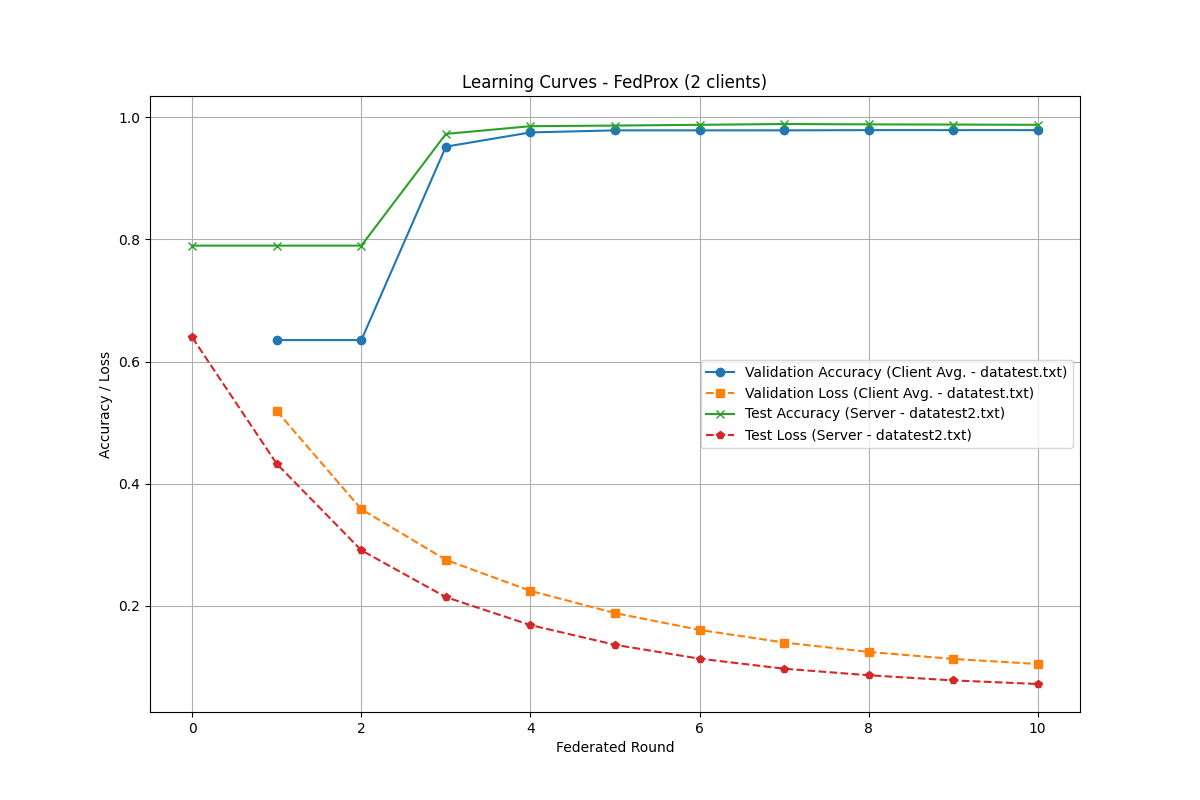 Learning Curves - FedProx (2 clients)
1.0
0.8
0.6
0.4
0.2
Accuracy / Loss
Validation Accuracy (Client Avg. - datatest.txt)
Validation Loss (Client Avg. - datatest.txt)
Test Accuracy (Server - datatest2.txt)
Test Loss (Server - datatest2.txt)
0 2 4 6 8 10
Federated Round